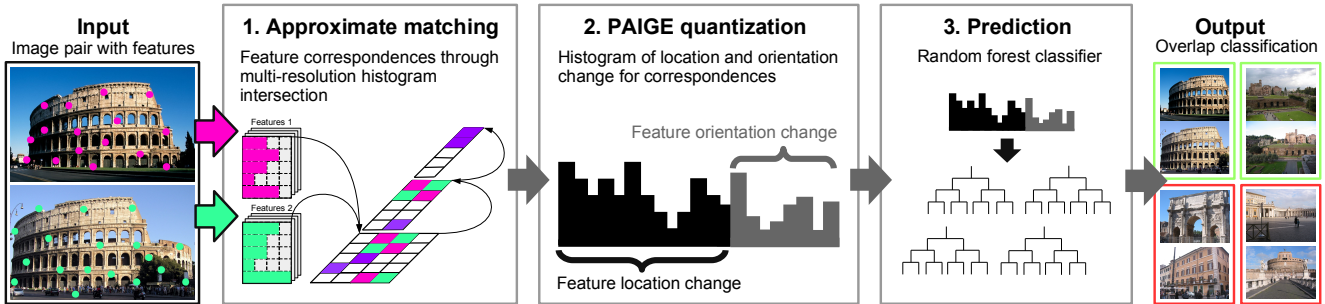 Input
Image pair with features
1. Approximate matching
Feature correspondences through
multi-resolution histogram
intersection
Features 1
Features 2
2. PAIGE quantization
Histogram of location and orientation
change for correspondences
Feature orientation change
Feature location change
3. Prediction
Random forest classifier
Output
Overlap classification